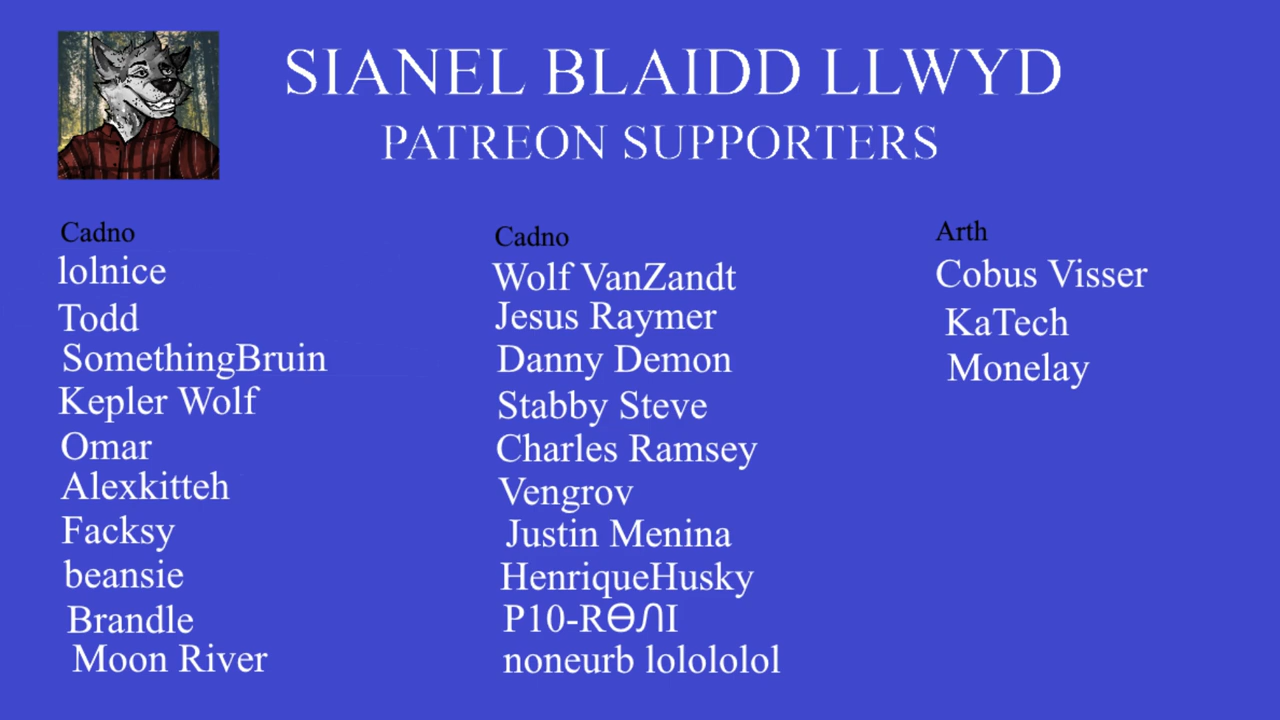 SIANEL BLAIDD LLWYD
PATREON SUPPORTERS
Cadno
lolnice
Todd
SomethingBruin
Kepler Wolf
Omar
Alexkitteh
Facksy
beansie
Brandle
Moon River
Cadno
Wolf VanZandt
Jesus Raymer
Danny Demon
Stabby Steve
Charles Ramsey
Vengrov
Justin Menina
HenriqueHusky
P10-RѲႶI
noneurb lolololol
Arth
Cobus Visser
KaTech
Monelay